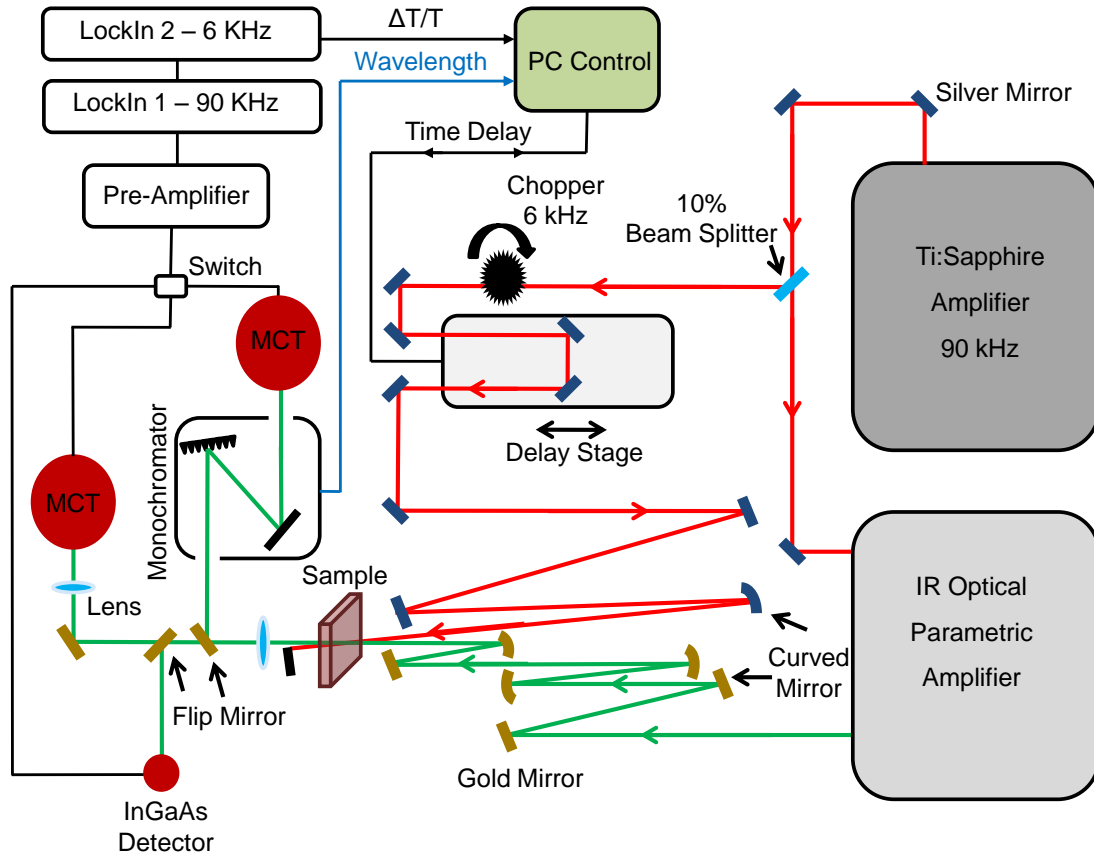 LockIn 2 – 6 KHz
ΔT/T
PC Control
Wavelength
LockIn 1 – 90 KHz
Silver Mirror
Time Delay
Pre-Amplifier
Chopper
6 kHz
10%
Beam Splitter
Ti:Sapphire
Amplifier
90 kHz
Switch
MCT
Delay Stage
Monochromator
MCT
Sample
Lens
IR Optical
Parametric
Amplifier
Curved
Mirror
Flip Mirror
Gold Mirror
InGaAs
Detector